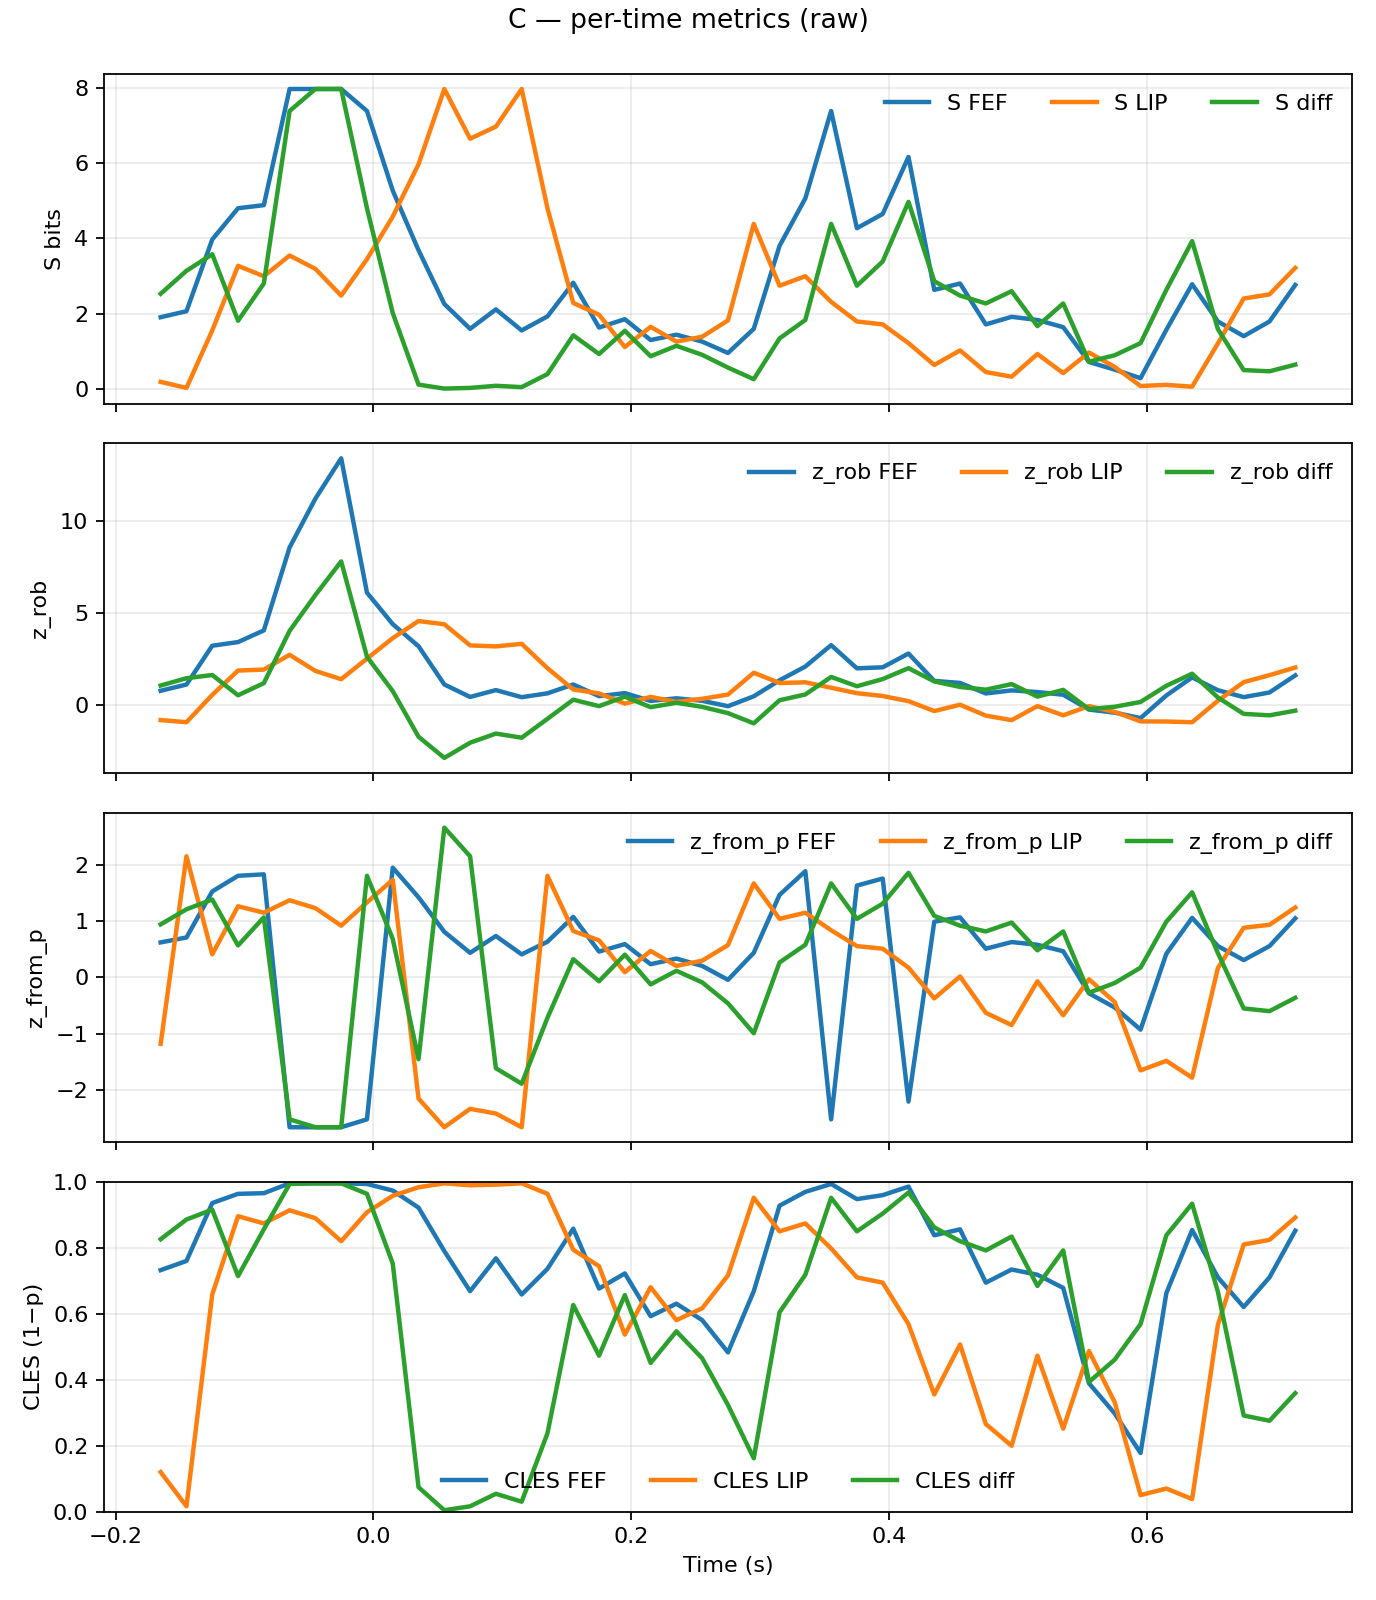 C — per-time metrics (raw)
S FEF S LIP S diff
8
6
4
2
0
S bits
z_rob FEF z_rob LIP z_rob diff
10
5
0
z_rob
z_from_p FEF z_from_p LIP z_from_p diff
2
1
0
−1
−2
z_from_p
1.0
0.8
0.6
0.4
0.2
0.0
CLES (1−p)
CLES FEF CLES LIP CLES diff
−0.2 0.0 0.2 0.4 0.6
Time (s)